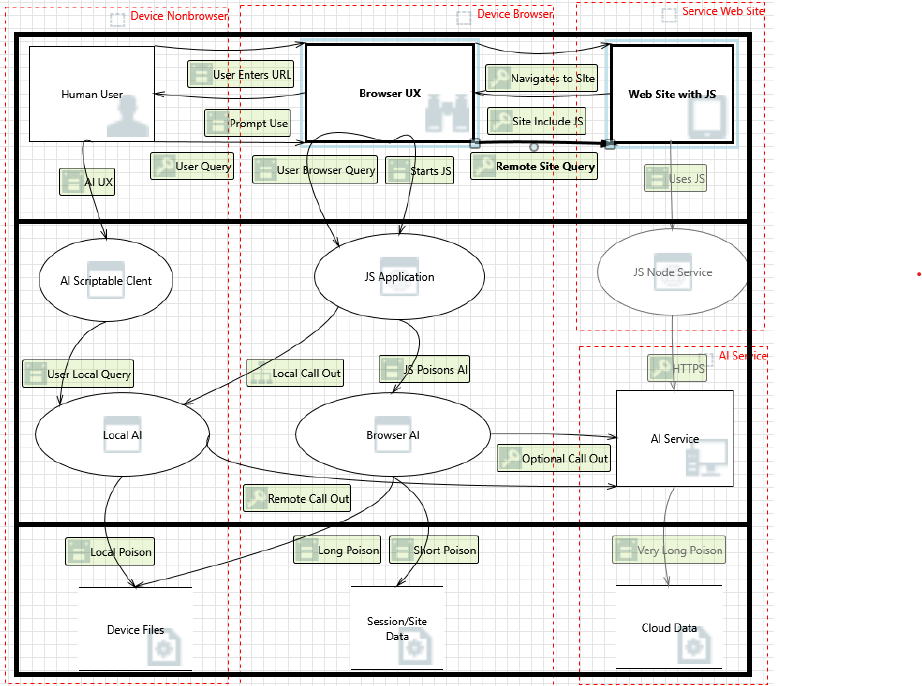 Device Nonbrowser
Device Browser
Service Web Site
Human User
User Enters URL
Prompt Use
Browser UX
Navigates to Site
Site Include JS
Web Site with JS
AI UX
User Query
User Browser Query
Starts JS
Remote Site Query
Uses JS
AI Scriptable Clent
JS Application
JS Node Service
User Local Query
Local Call Out
JS Poisons AI
AI Service
HTTPS
Local AI
Browser AI
AI Service
Optional Call Out
Remote Call Out
Local Poison
Long Poison
Short Poison
Very Long Poison
Device Files
Session/Site
Data
Cloud Data